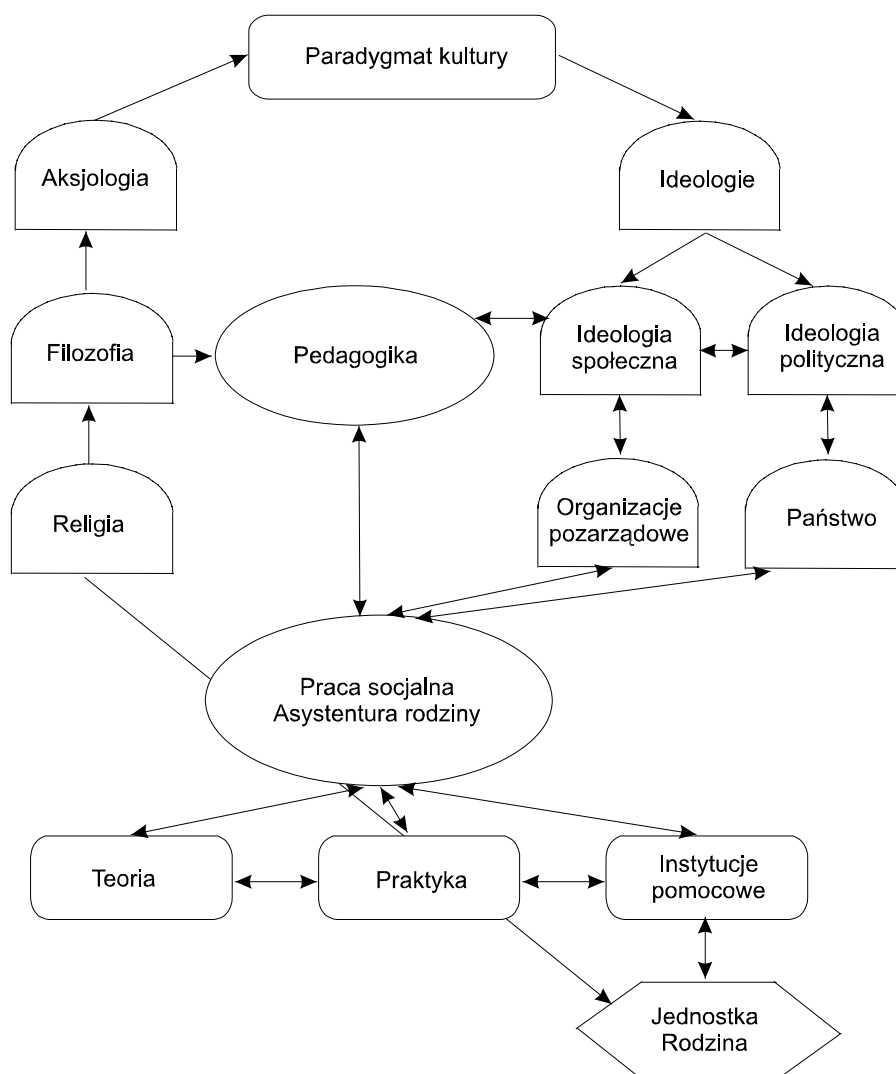 Paradygmat kultury
Aksjologia
Ideologie
Filozofia
Pedagogika
Ideologia
społeczna
Ideologia
polityczna
Religia
Organizacje
pozarządowe
Państwo
Praca socjalna
Asystentura rodziny
Teoria
Praktyka
Instytucje
pomocowe
Jednostka
Rodzina